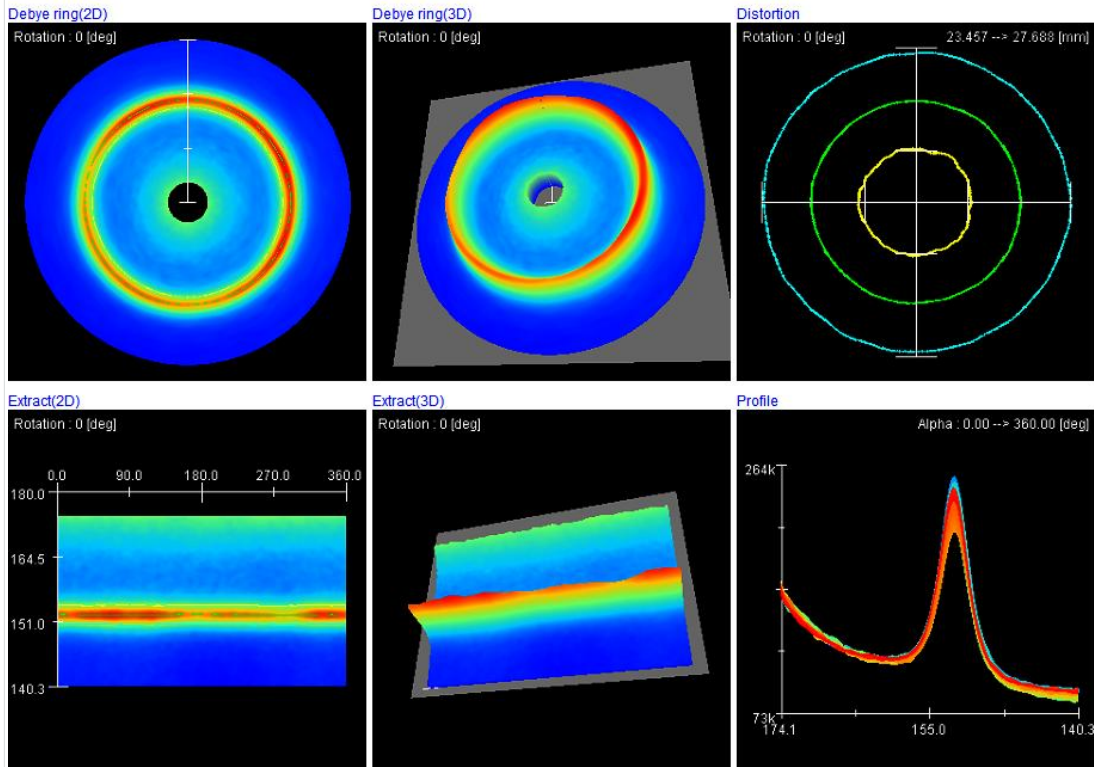 Debye ring(2D)
Rotation : 0 [deg]
Debye ring(3D)
Rotation : 0 [deg]
Distortion
Rotation : 0 [deg]
23.457 --> 27.688 [mm]
Extract(2D)
Rotation : 0 [deg]
0.0 90.0 180.0 270.0 360.0
180.0
164.5
151.0
140.3
Extract(3D)
Rotation : 0 [deg]
Profile
Alpha : 0.00 --> 360.00 [deg]
264k
73k
174.1 155.0 140.3